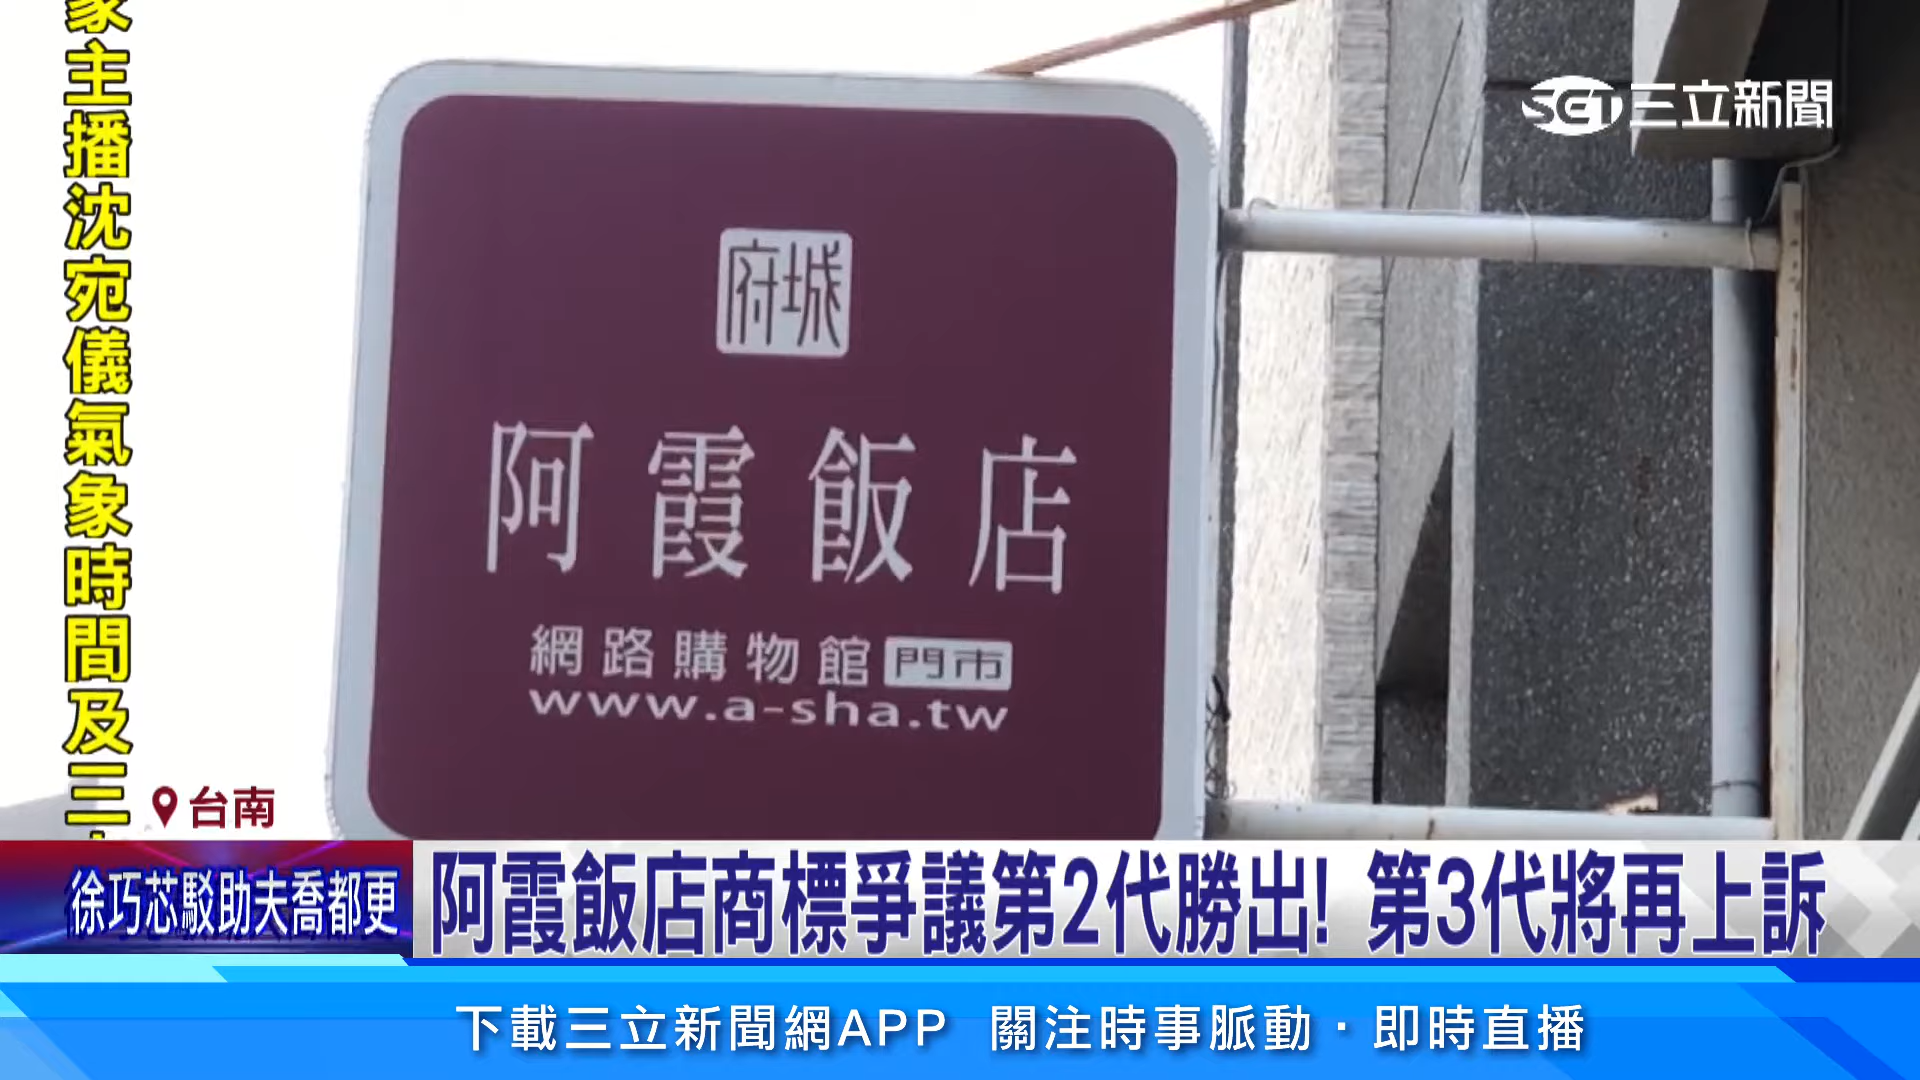 SET三立新聞
主播沈宛儀氣象時間及三
府城
阿霞飯店
網路購物館 門市
www.a-sha.tw
台南
徐巧芯駁助夫喬都更
阿霞飯店商標爭議第2代勝出! 第3代將再上訴
下載三立新聞網APP 關注時事脈動・即時直播